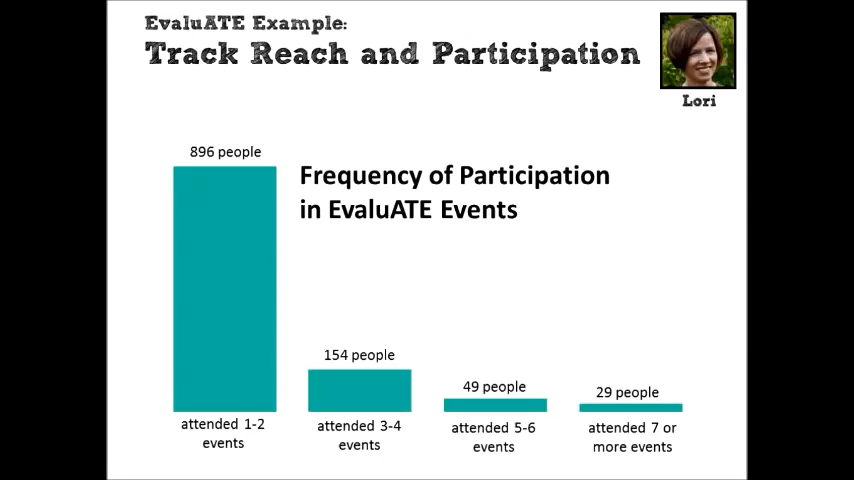 EvaluATE Example:
Track Reach and Participation
Lori
896 people
Frequency of Participation
in EvaluATE Events
154 people
49 people
29 people
attended 1-2
events
attended 3-4
events
attended 5-6
events
attended 7 or
more events